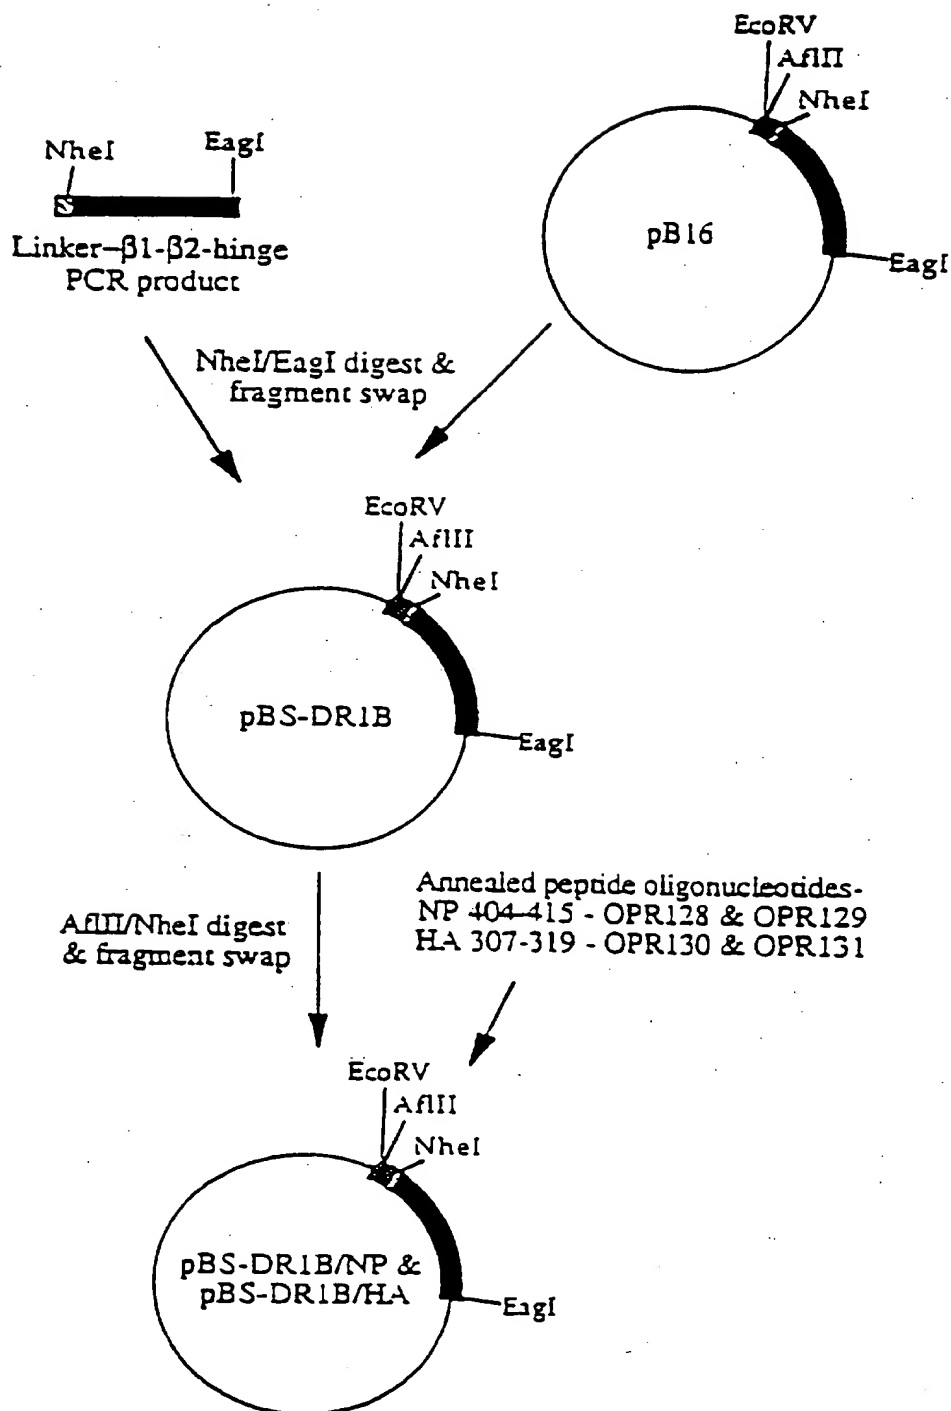 EcoRV
AflII
NheI
NheI
EagI
S
Linker–β1-β2-hinge
PCR product
pB16
EagI
NheI/EagI digest &
fragment swap
EcoRV
AflII
NheI
pBS-DR1B
EagI
AflII/NheI digest
& fragment swap
Annealed peptide oligonucleotides-
NP 404-415 - OPR128 & OPR129
HA 307-319 - OPR130 & OPR131
EcoRV
AflII
NheI
pBS-DR1B/NP &
pBS-DR1B/HA
EagI